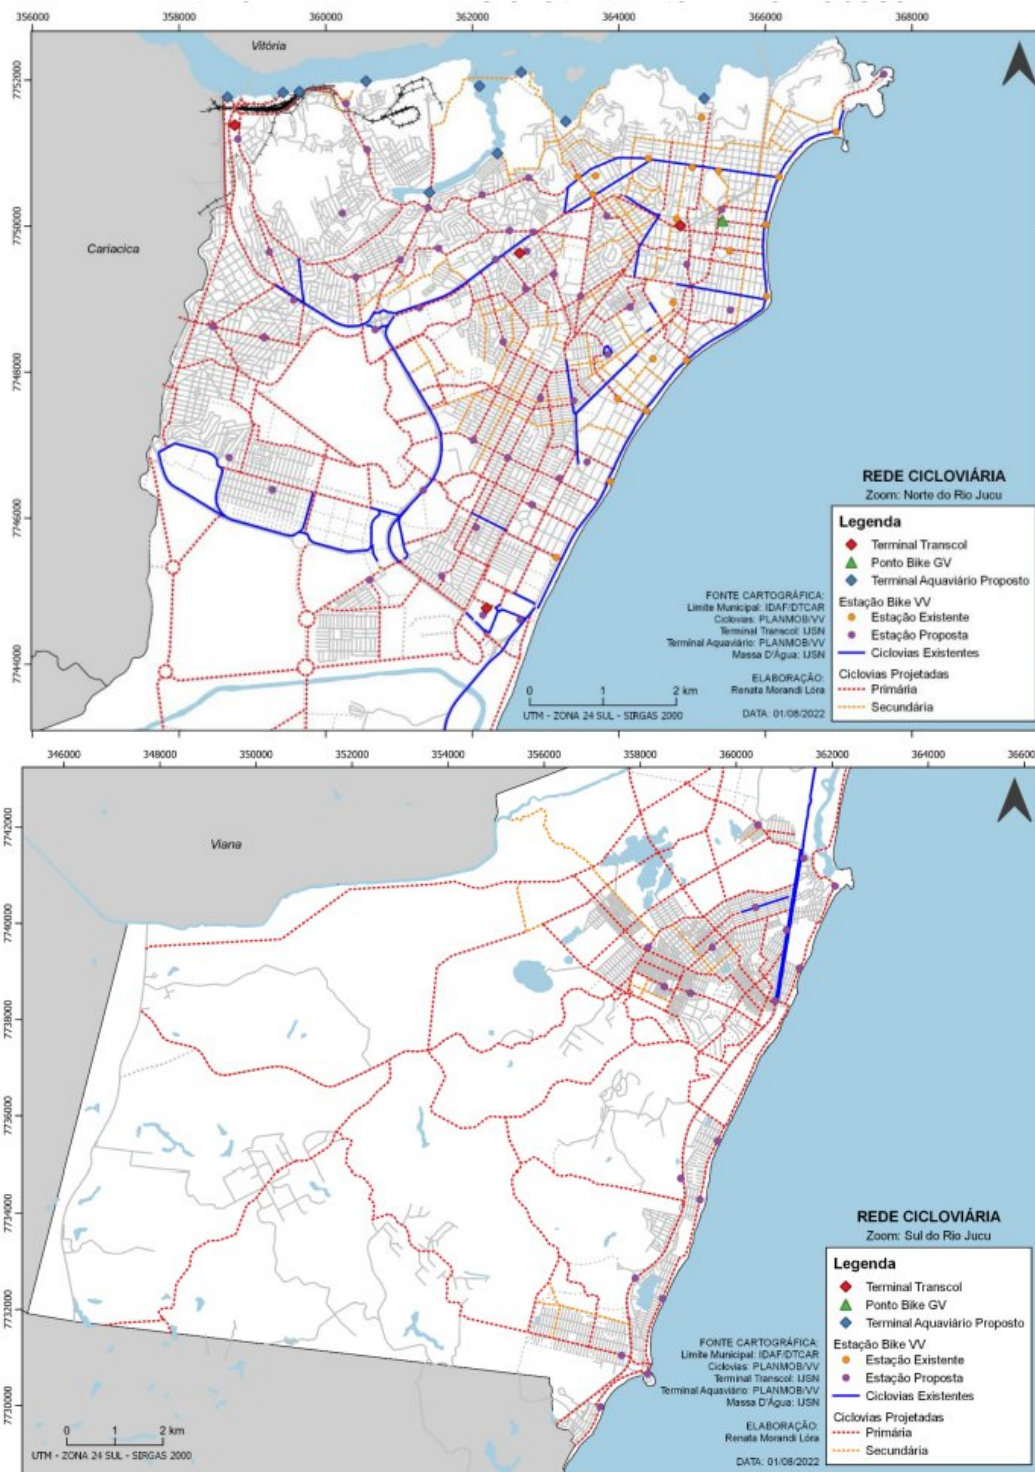 356000 358000 360000 362000 364000 366000 368000
Vitória
7752000
7750000
Cariacica
7748000
7746000
7744000
REDE CICLOVIÁRIA
Zoom: Norte do Rio Jucu
Legenda
Terminal Transcol
Ponto Bike GV
Terminal Aquaviário Proposto
Estação Bike VV
Estação Existente
Estação Proposta
Ciclovias Existentes
Ciclovias Projetadas
Primária
Secundária
FONTE CARTOGRÁFICA:
Limite Municipal: IDAF/DTCAR
Ciclovias: PLANMOB/VV
Terminal Transcol: IJSN
Terminal Aquaviário: PLANMOB/VV
Massa D'Água: IJSN
ELABORAÇÃO:
Renata Morandi Lóra
DATA: 01/08/2022
0 1 2 km
UTM - ZONA 24 SUL - SIRGAS 2000
346000 348000 350000 352000 354000 356000 358000 360000 362000 364000 36600
7742000
Viana
7740000
7738000
7736000
7734000
7732000
7730000
REDE CICLOVIÁRIA
Zoom: Sul do Rio Jucu
Legenda
Terminal Transcol
Ponto Bike GV
Terminal Aquaviário Proposto
Estação Bike VV
Estação Existente
Estação Proposta
Ciclovias Existentes
Ciclovias Projetadas
Primária
Secundária
FONTE CARTOGRÁFICA:
Limite Municipal: IDAF/DTCAR
Ciclovias: PLANMOB/VV
Terminal Transcol: IJSN
Terminal Aquaviário: PLANMOB/VV
Massa D'Água: IJSN
ELABORAÇÃO:
Renata Morandi Lóra
DATA: 01/08/2022
0 1 2 km
UTM - ZONA 24 SUL - SIRGAS 2000